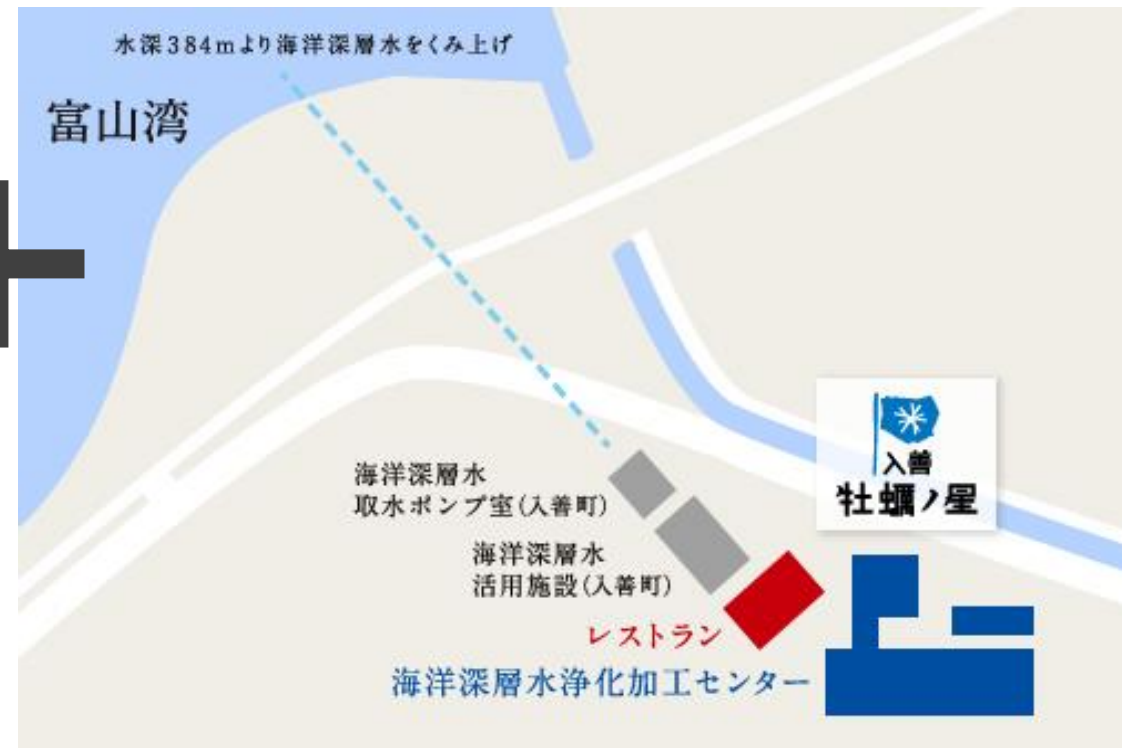 水深384mより海洋深層水をくみ上げ
富山湾
入善
牡蠣ノ星
海洋深層水
取水ポンプ室(入善町)
海洋深層水
活用施設(入善町)
レストラン
海洋深層水浄化加工センター